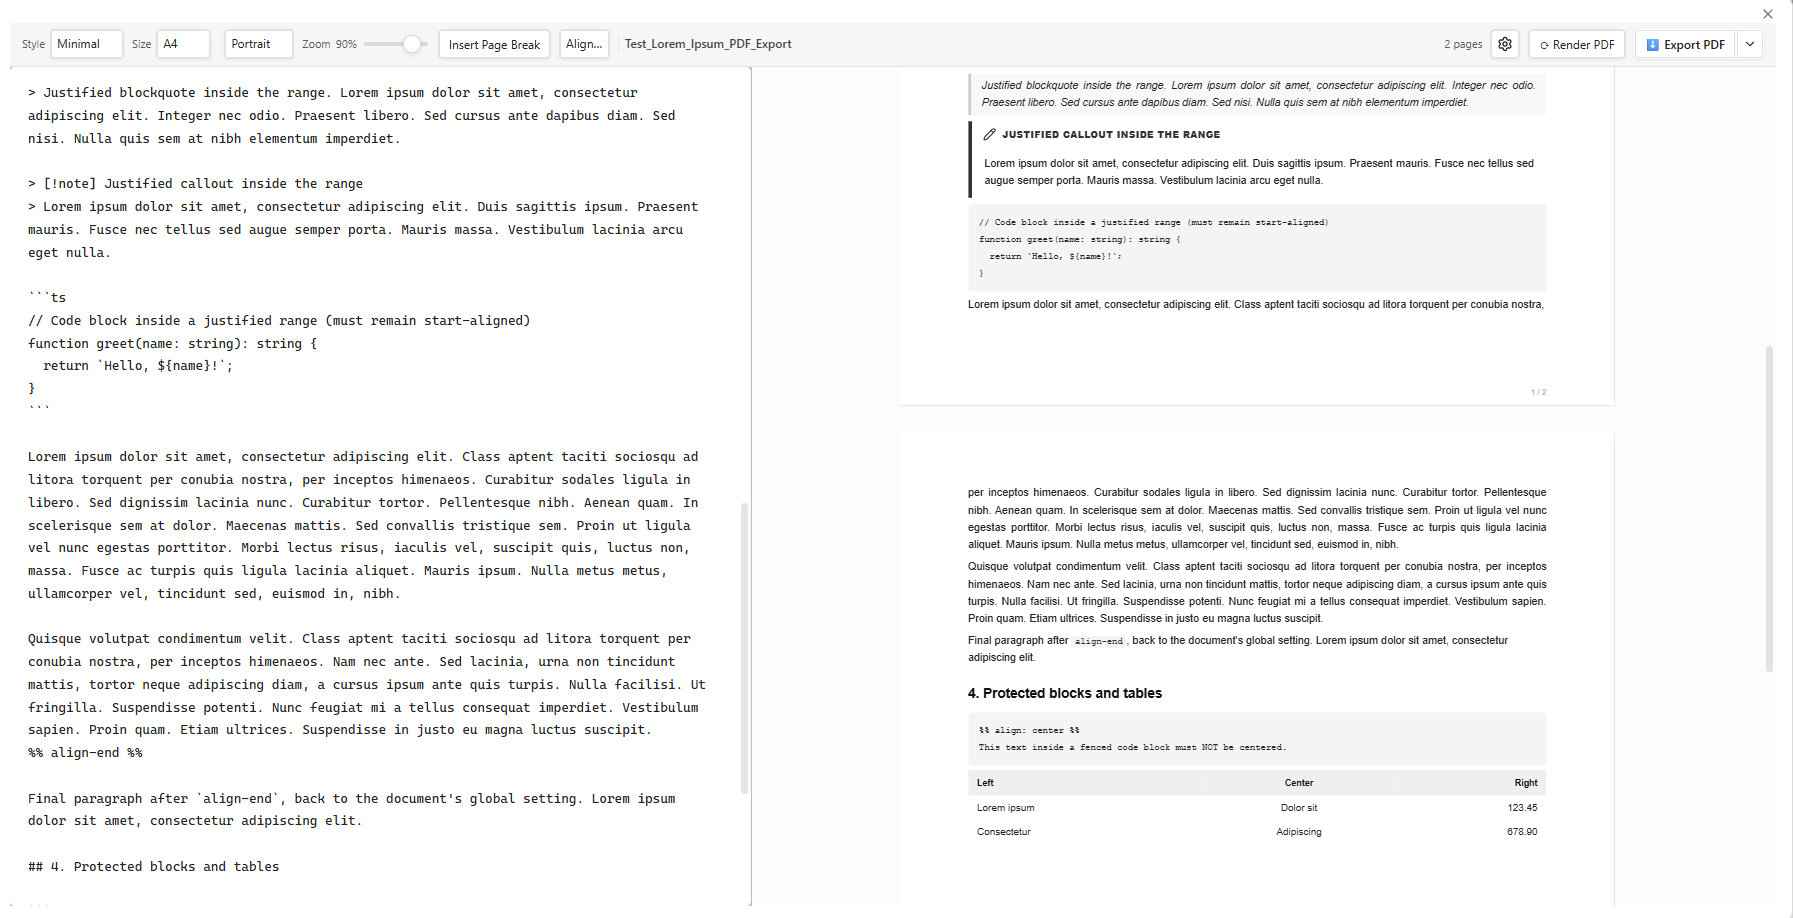 Style Minimal Size A4 Portrait Zoom 90% Insert Page Break Align... Test_Lorem_Ipsum_PDF_Export 2 pages Render PDF Export PDF
> Justified blockquote inside the range. Lorem ipsum dolor sit amet, consectetur
adipiscing elit. Integer nec odio. Praesent libero. Sed cursus ante dapibus diam. Sed
nisi. Nulla quis sem at nibh elementum imperdiet.
> [!note] Justified callout inside the range
> Lorem ipsum dolor sit amet, consectetur adipiscing elit. Duis sagittis ipsum. Praesent
mauris. Fusce nec tellus sed augue semper porta. Mauris massa. Vestibulum lacinia arcu
eget nulla.
```ts
// Code block inside a justified range (must remain start-aligned)
function greet(name: string): string {
  return `Hello, ${name}!`;
}
```
Lorem ipsum dolor sit amet, consectetur adipiscing elit. Class aptent taciti sociosqu ad
litora torquent per conubia nostra, per inceptos himenaeos. Curabitur sodales ligula in
libero. Sed dignissim lacinia nunc. Curabitur tortor. Pellentesque nibh. Aenean quam. In
scelerisque sem at dolor. Maecenas mattis. Sed convallis tristique sem. Proin ut ligula
vel nunc egestas porttitor. Morbi lectus risus, iaculis vel, suscipit quis, luctus non,
massa. Fusce ac turpis quis ligula lacinia aliquet. Mauris ipsum. Nulla metus metus,
ullamcorper vel, tincidunt sed, euismod in, nibh.
Quisque volutpat condimentum velit. Class aptent taciti sociosqu ad litora torquent per
conubia nostra, per inceptos himenaeos. Nam nec ante. Sed lacinia, urna non tincidunt
mattis, tortor neque adipiscing diam, a cursus ipsum ante quis turpis. Nulla facilisi. Ut
fringilla. Suspendisse potenti. Nunc feugiat mi a tellus consequat imperdiet. Vestibulum
sapien. Proin quam. Etiam ultrices. Suspendisse in justo eu magna luctus suscipit.
%% align-end %%
Final paragraph after `align-end`, back to the document's global setting. Lorem ipsum
dolor sit amet, consectetur adipiscing elit.
## 4. Protected blocks and tables
Justified blockquote inside the range. Lorem ipsum dolor sit amet, consectetur adipiscing elit. Integer nec odio.
Praesent libero. Sed cursus ante dapibus diam. Sed nisi. Nulla quis sem at nibh elementum imperdiet.
JUSTIFIED CALLOUT INSIDE THE RANGE
Lorem ipsum dolor sit amet, consectetur adipiscing elit. Duis sagittis ipsum. Praesent mauris. Fusce nec tellus sed
augue semper porta. Mauris massa. Vestibulum lacinia arcu eget nulla.
// Code block inside a justified range (must remain start-aligned)
function greet(name: string): string {
  return `Hello, ${name}!`;
}
Lorem ipsum dolor sit amet, consectetur adipiscing elit. Class aptent taciti sociosqu ad litora torquent per conubia nostra,
1 / 2
per inceptos himenaeos. Curabitur sodales ligula in libero. Sed dignissim lacinia nunc. Curabitur tortor. Pellentesque
nibh. Aenean quam. In scelerisque sem at dolor. Maecenas mattis. Sed convallis tristique sem. Proin ut ligula vel nunc
egestas porttitor. Morbi lectus risus, iaculis vel, suscipit quis, luctus non, massa. Fusce ac turpis quis ligula lacinia
aliquet. Mauris ipsum. Nulla metus metus, ullamcorper vel, tincidunt sed, euismod in, nibh.
Quisque volutpat condimentum velit. Class aptent taciti sociosqu ad litora torquent per conubia nostra, per inceptos
himenaeos. Nam nec ante. Sed lacinia, urna non tincidunt mattis, tortor neque adipiscing diam, a cursus ipsum ante quis
turpis. Nulla facilisi. Ut fringilla. Suspendisse potenti. Nunc feugiat mi a tellus consequat imperdiet. Vestibulum sapien.
Proin quam. Etiam ultrices. Suspendisse in justo eu magna luctus suscipit.
Final paragraph after align-end, back to the document's global setting. Lorem ipsum dolor sit amet, consectetur
adipiscing elit.
4. Protected blocks and tables
%% align: center %%
This text inside a fenced code block must NOT be centered.
Left Center Right
Lorem ipsum Dolor sit 123.45
Consectetur Adipiscing 678.90